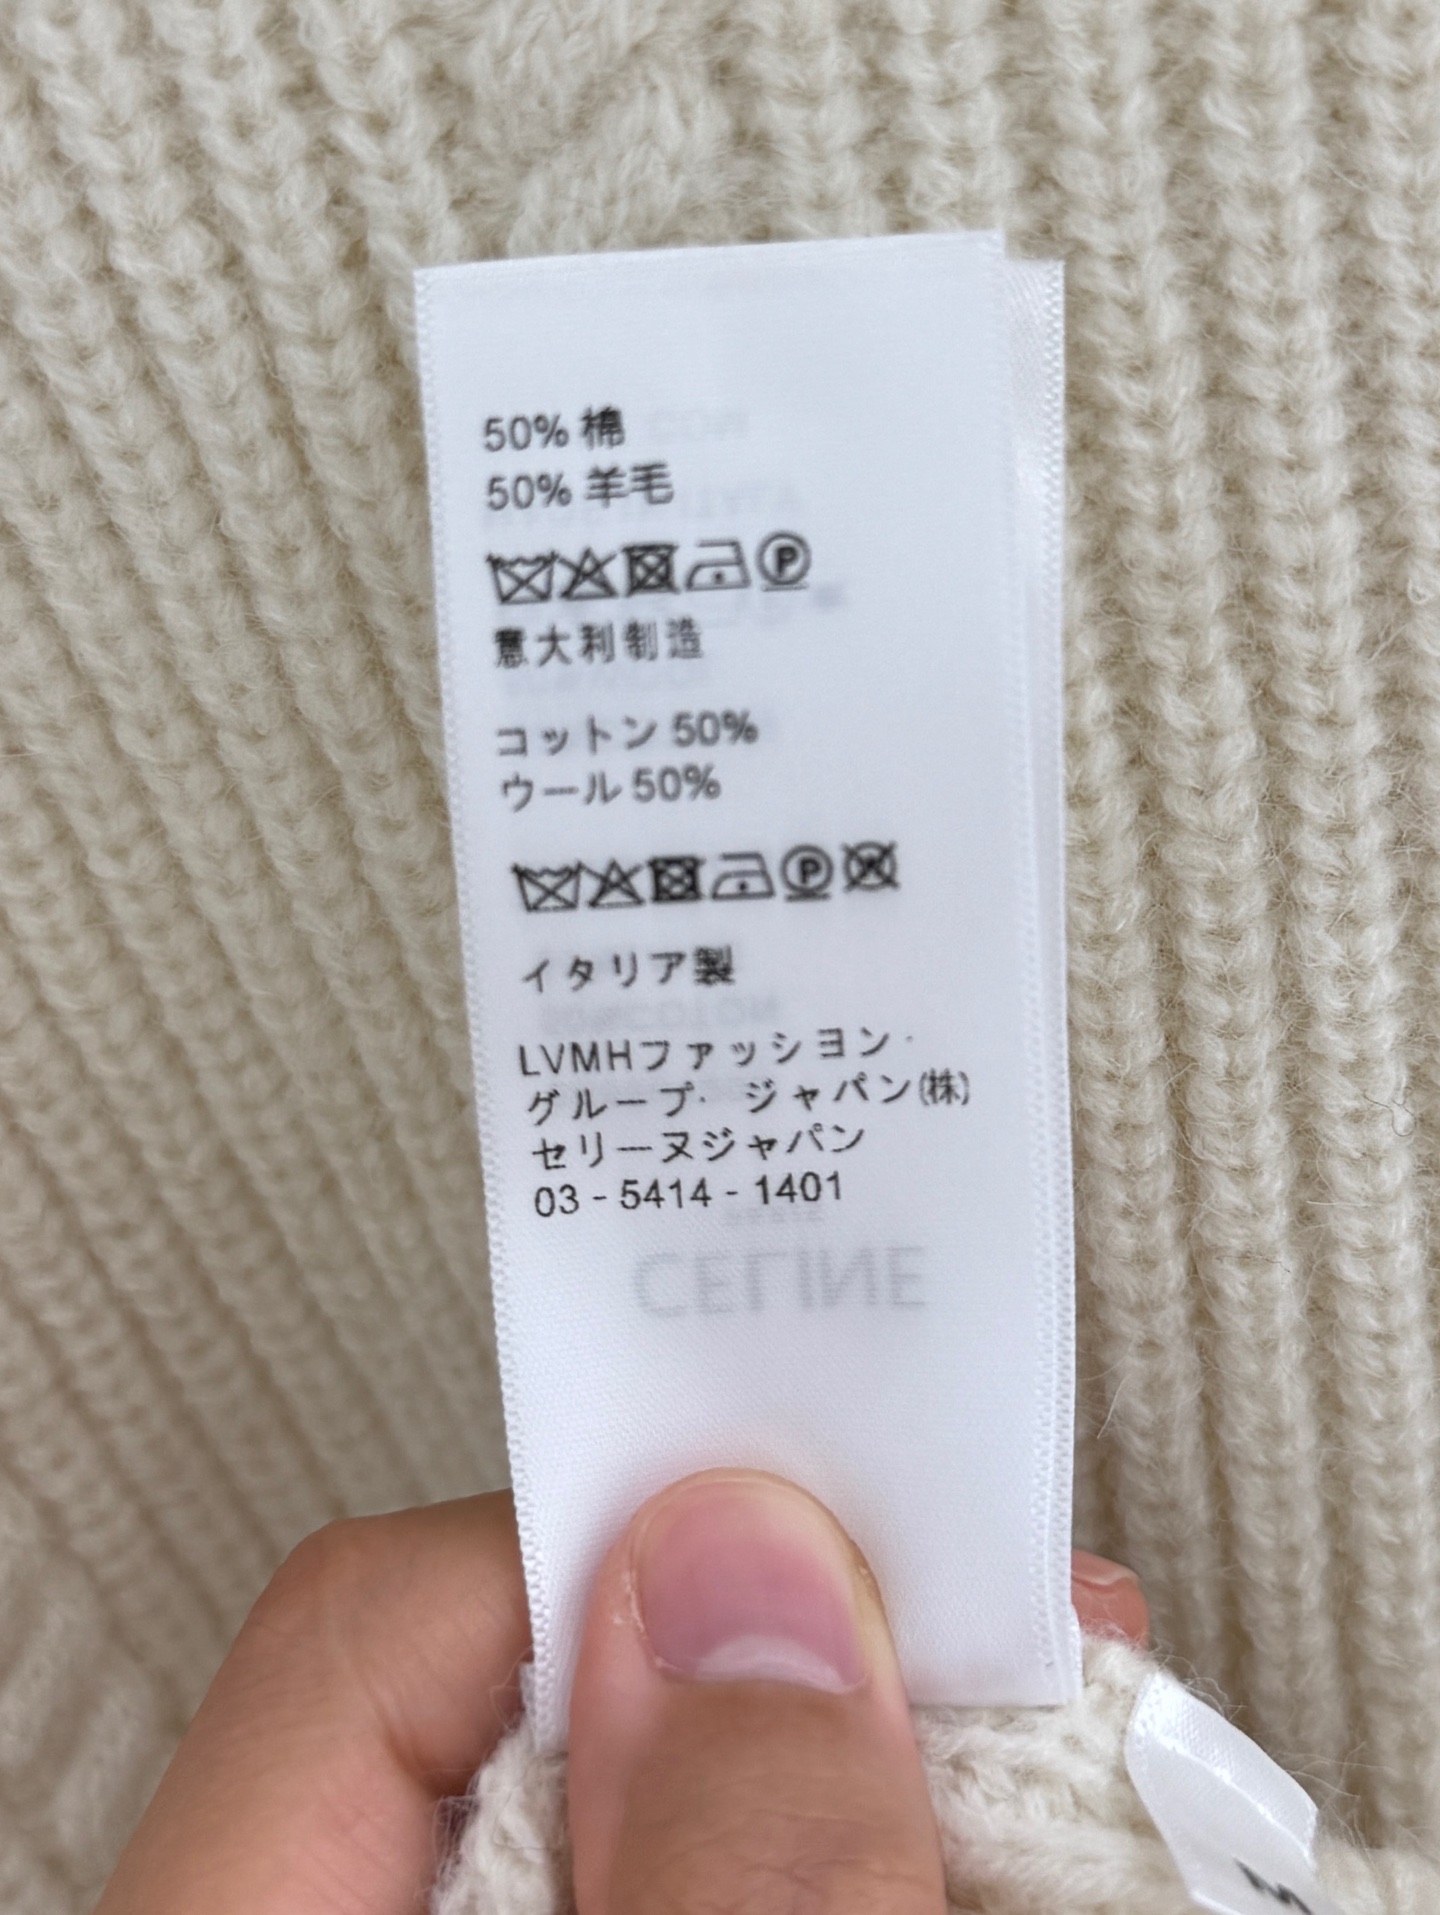 50% 棉
50% 羊毛
P
意大利制造
コットン 50%
ウール 50%
P
イタリア製
LVMHファッション・
グループ・ ジャパン(株)
セリーヌジャパン
03 - 5414 - 1401
CELINE
M